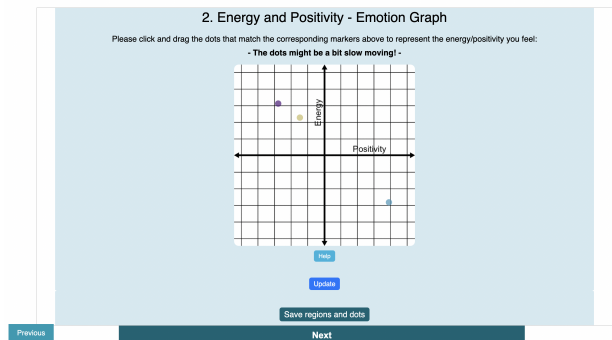 2. Energy and Positivity - Emotion Graph
Please click and drag the dots that match the corresponding markers above to represent the energy/positivity you feel:
- The dots might be a bit slow moving! -
Energy
Positivity
Help
Update
Save regions and dots
Previous
Next